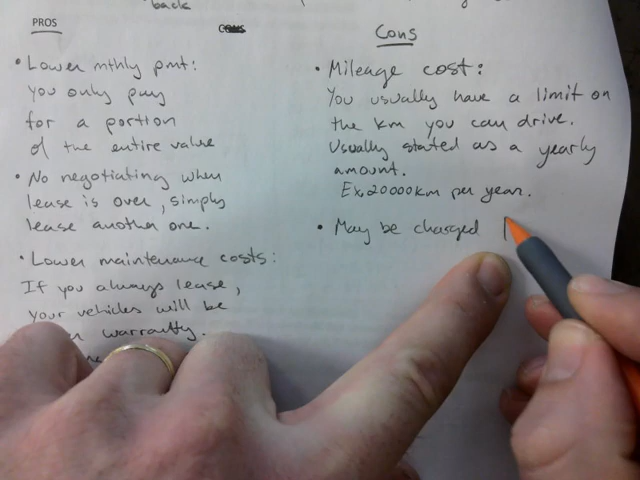 back
PROS
Cons
• Lower mthly pmt:
You only pay
for a portion
of the entire value
• No negotiating when
lease is over, simply
lease another one.
• Lower maintenance costs:
If you always lease,
your vehicles will be
warrantty.
• Mileage cost:
You usually have a limit on
the km you can drive.
Usually stated as a yearly
amount.
Ex. 20000km per year.
• May be charged